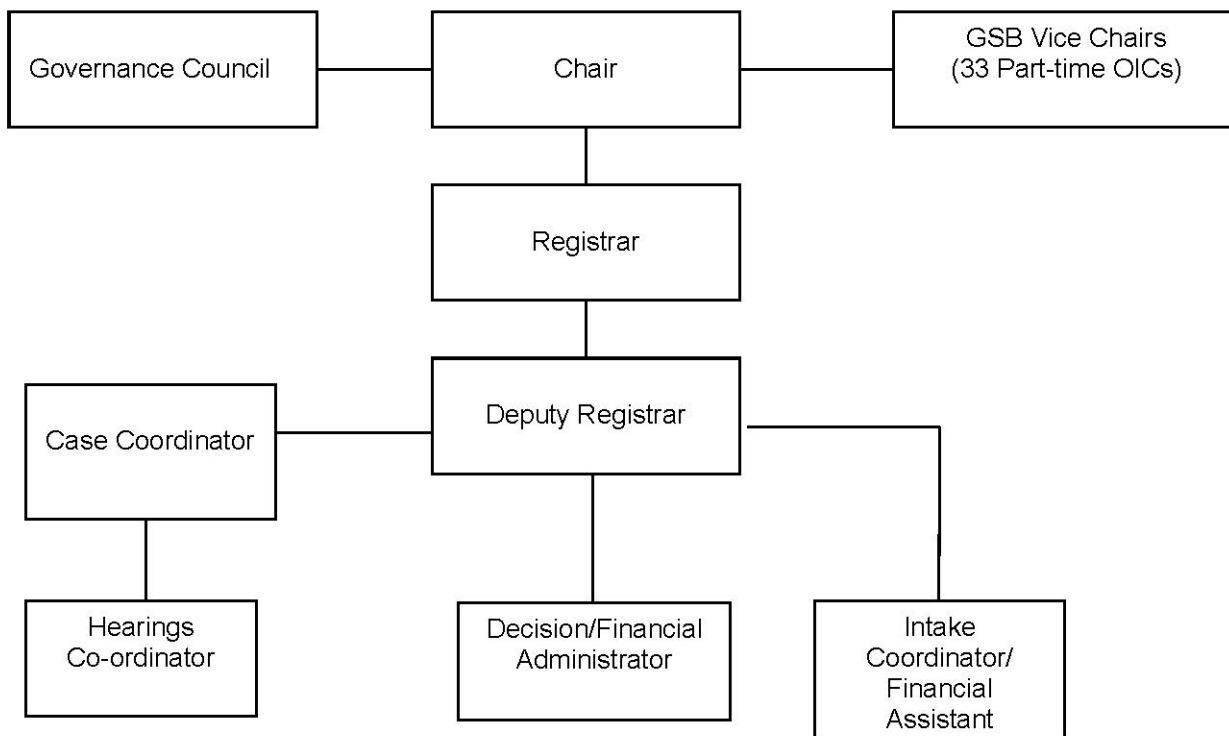 Governance Council
Chair
GSB Vice Chairs
(33 Part-time OICs)
Registrar
Deputy Registrar
Case Coordinator
Hearings
Co-ordinator
Decision/Financial
Administrator
Intake
Coordinator/
Financial
Assistant